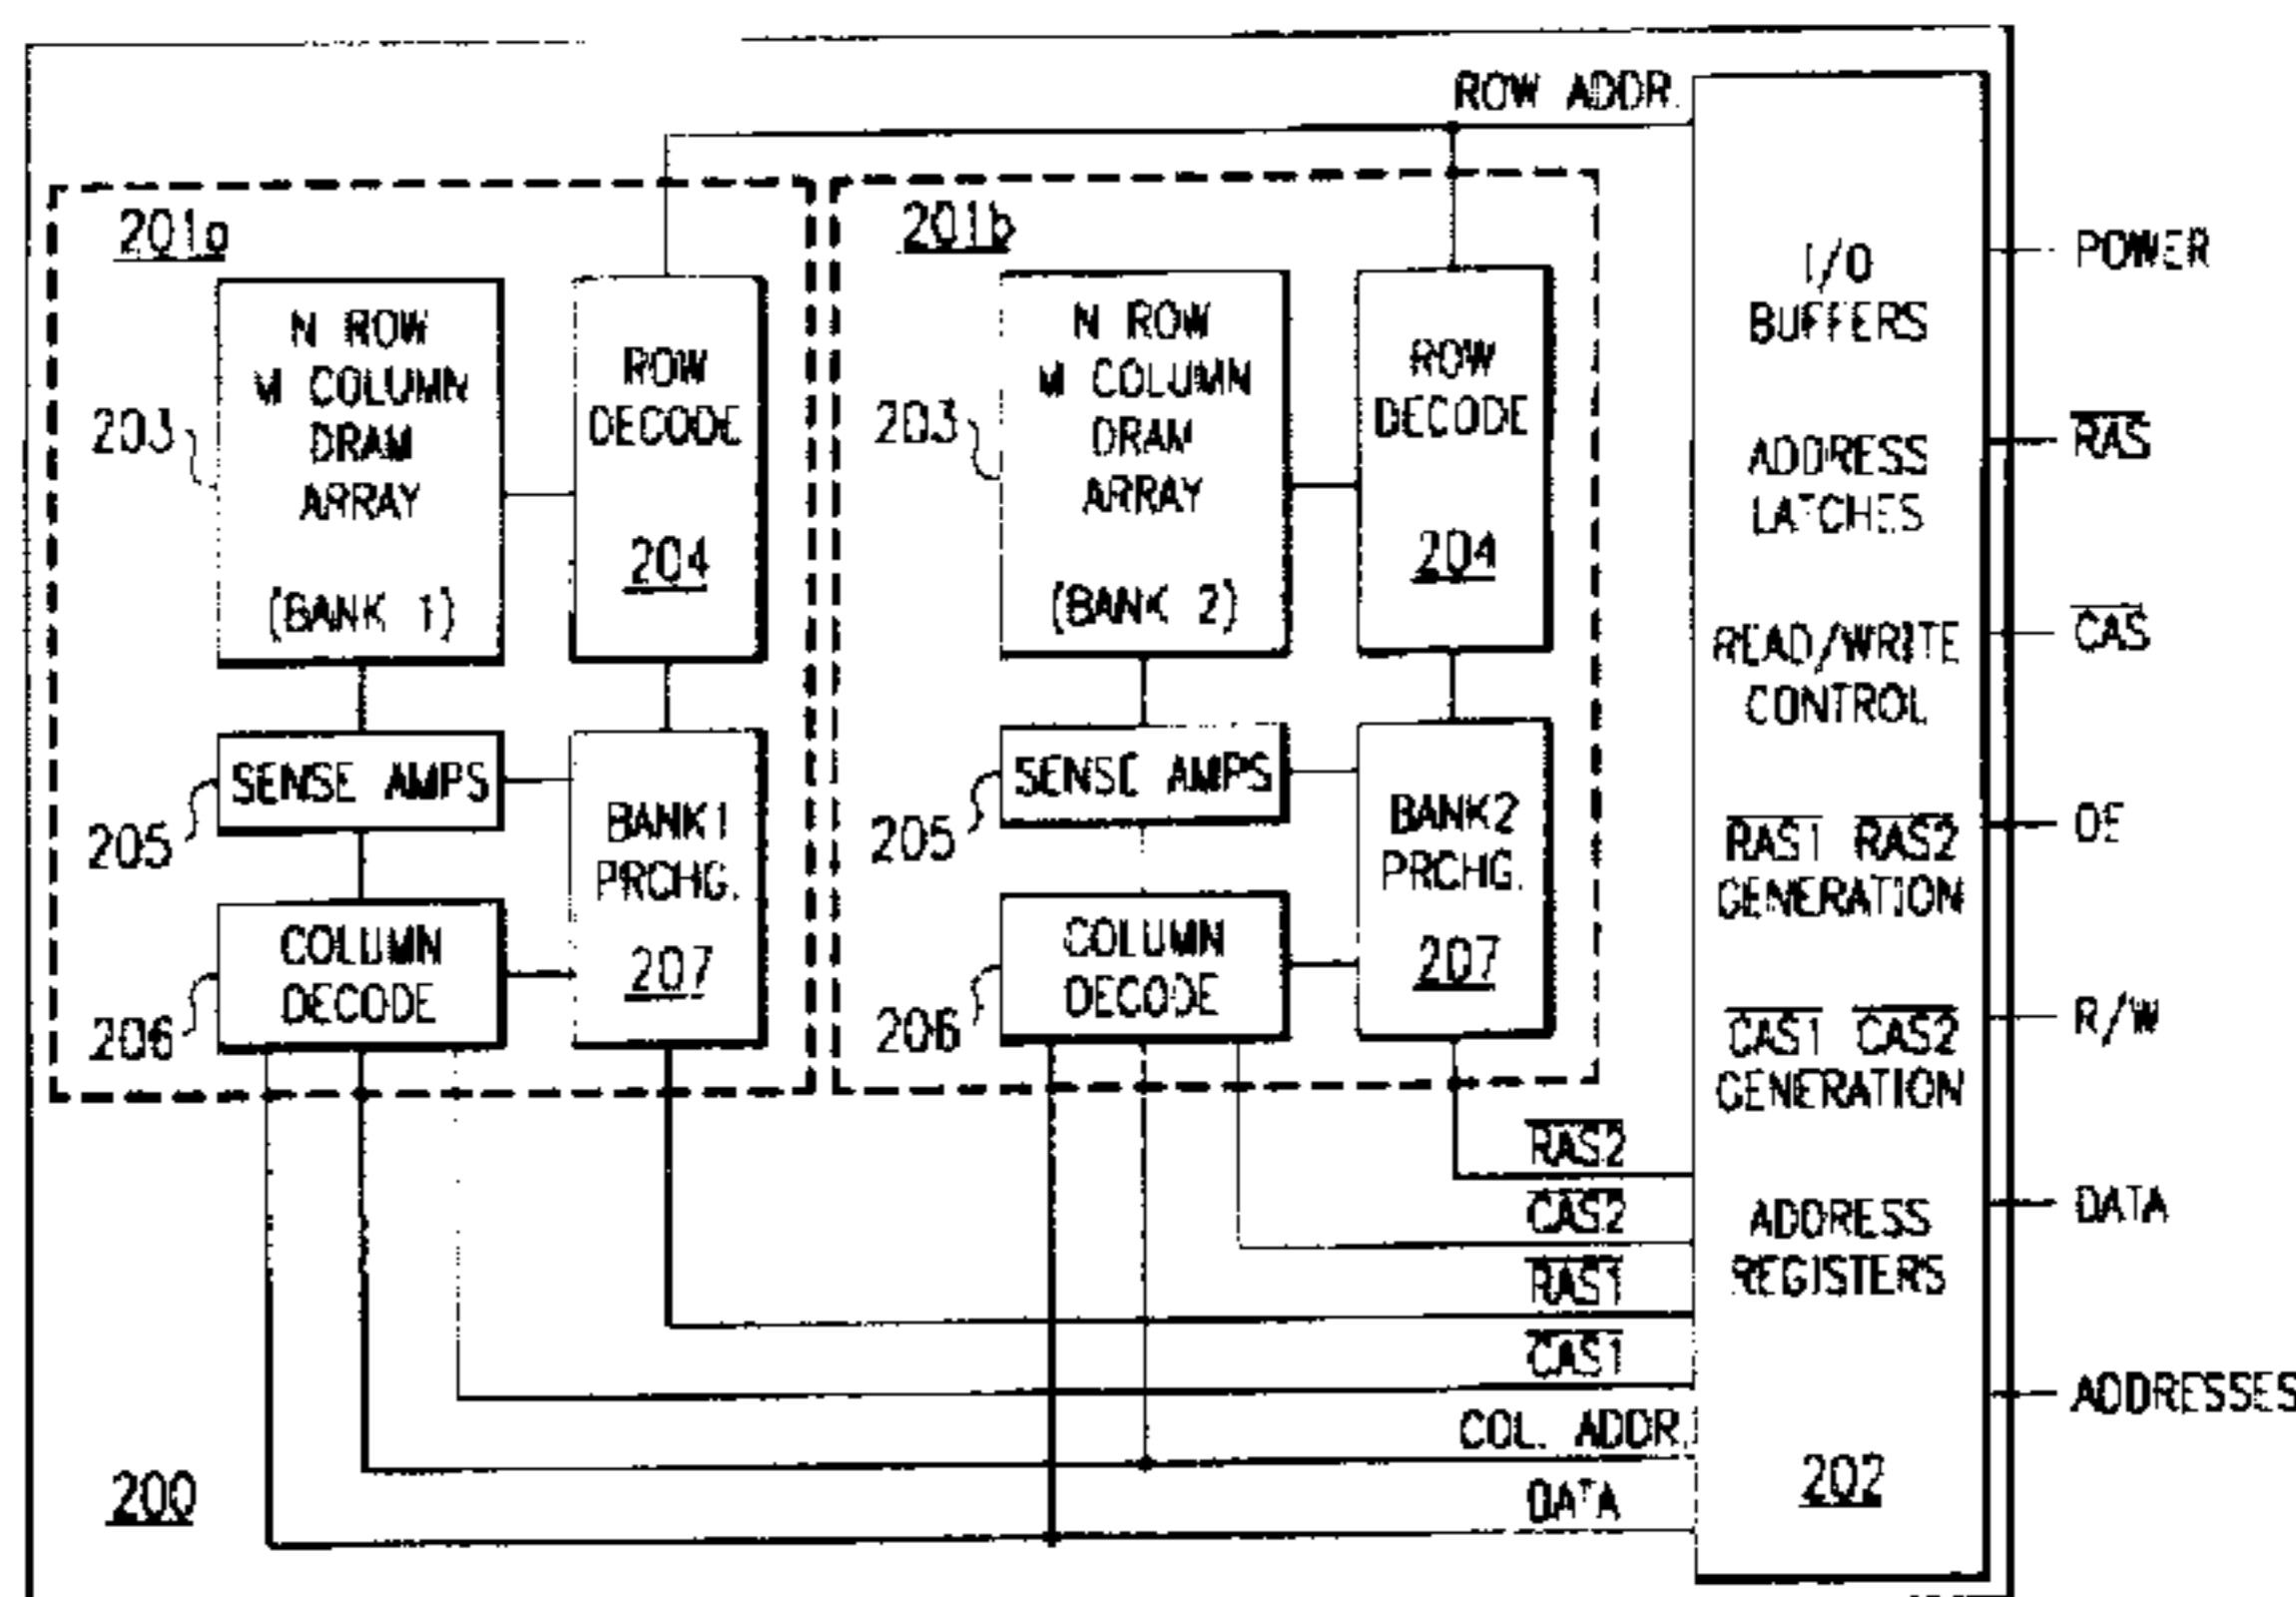 ROW ADDR.
201a
N ROW
M COLUMN
DRAM
ARRAY
(BANK 1)
203
ROW
DECODE
204
SENSE AMPS
205
BANK1
PRCHG.
207
COLUMN
DECODE
206
201b
N ROW
M COLUMN
DRAM
ARRAY
(BANK 2)
203
ROW
DECODE
204
SENSE AMPS
205
BANK2
PRCHG.
207
COLUMN
DECODE
206
RAS2
CAS2
RAS1
CAS1
COL. ADDR.
DATA
200
I/O
BUFFERS
ADDRESS
LATCHES
READ/WRITE
CONTROL
RAS1 RAS2
GENERATION
CAS1 CAS2
GENERATION
ADDRESS
REGISTERS
202
POWER
RAS
CAS
OE
R/W
DATA
ADDRESSES